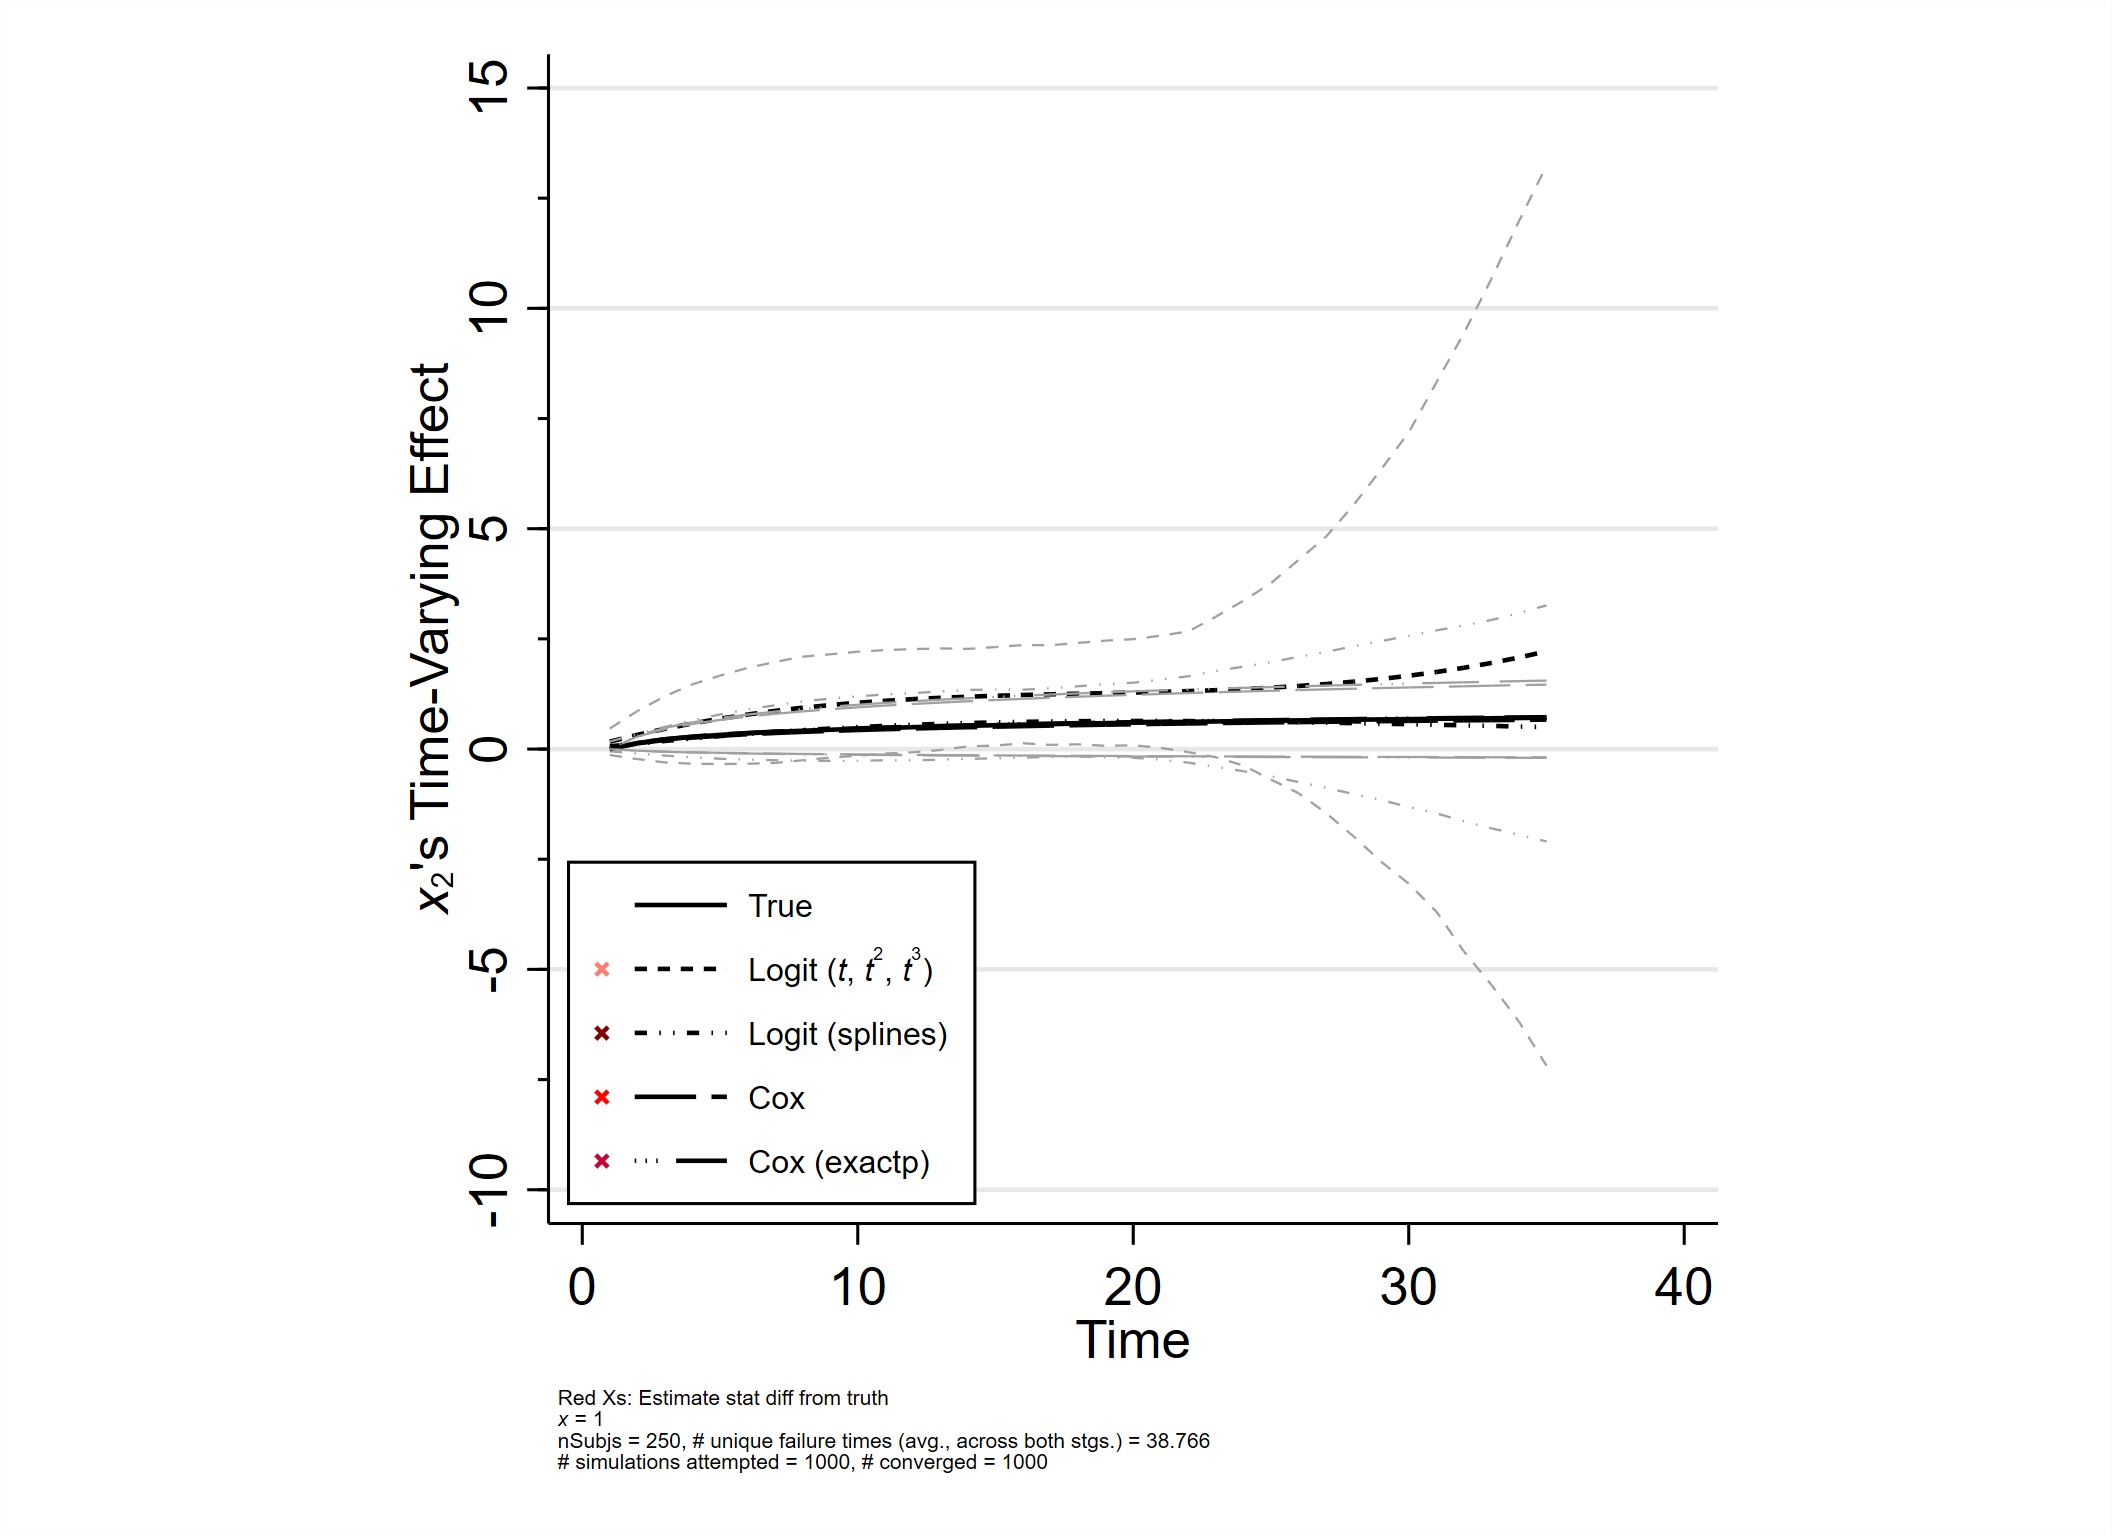 x2's Time-Varying Effect
15
10
5
0
-5
-10
True
Logit (t, t², t³)
Logit (splines)
Cox
Cox (exactp)
0 10 20 30 40
Time
Red Xs: Estimate stat diff from truth
x = 1
nSubjs = 250, # unique failure times (avg., across both stgs.) = 38.766
# simulations attempted = 1000, # converged = 1000